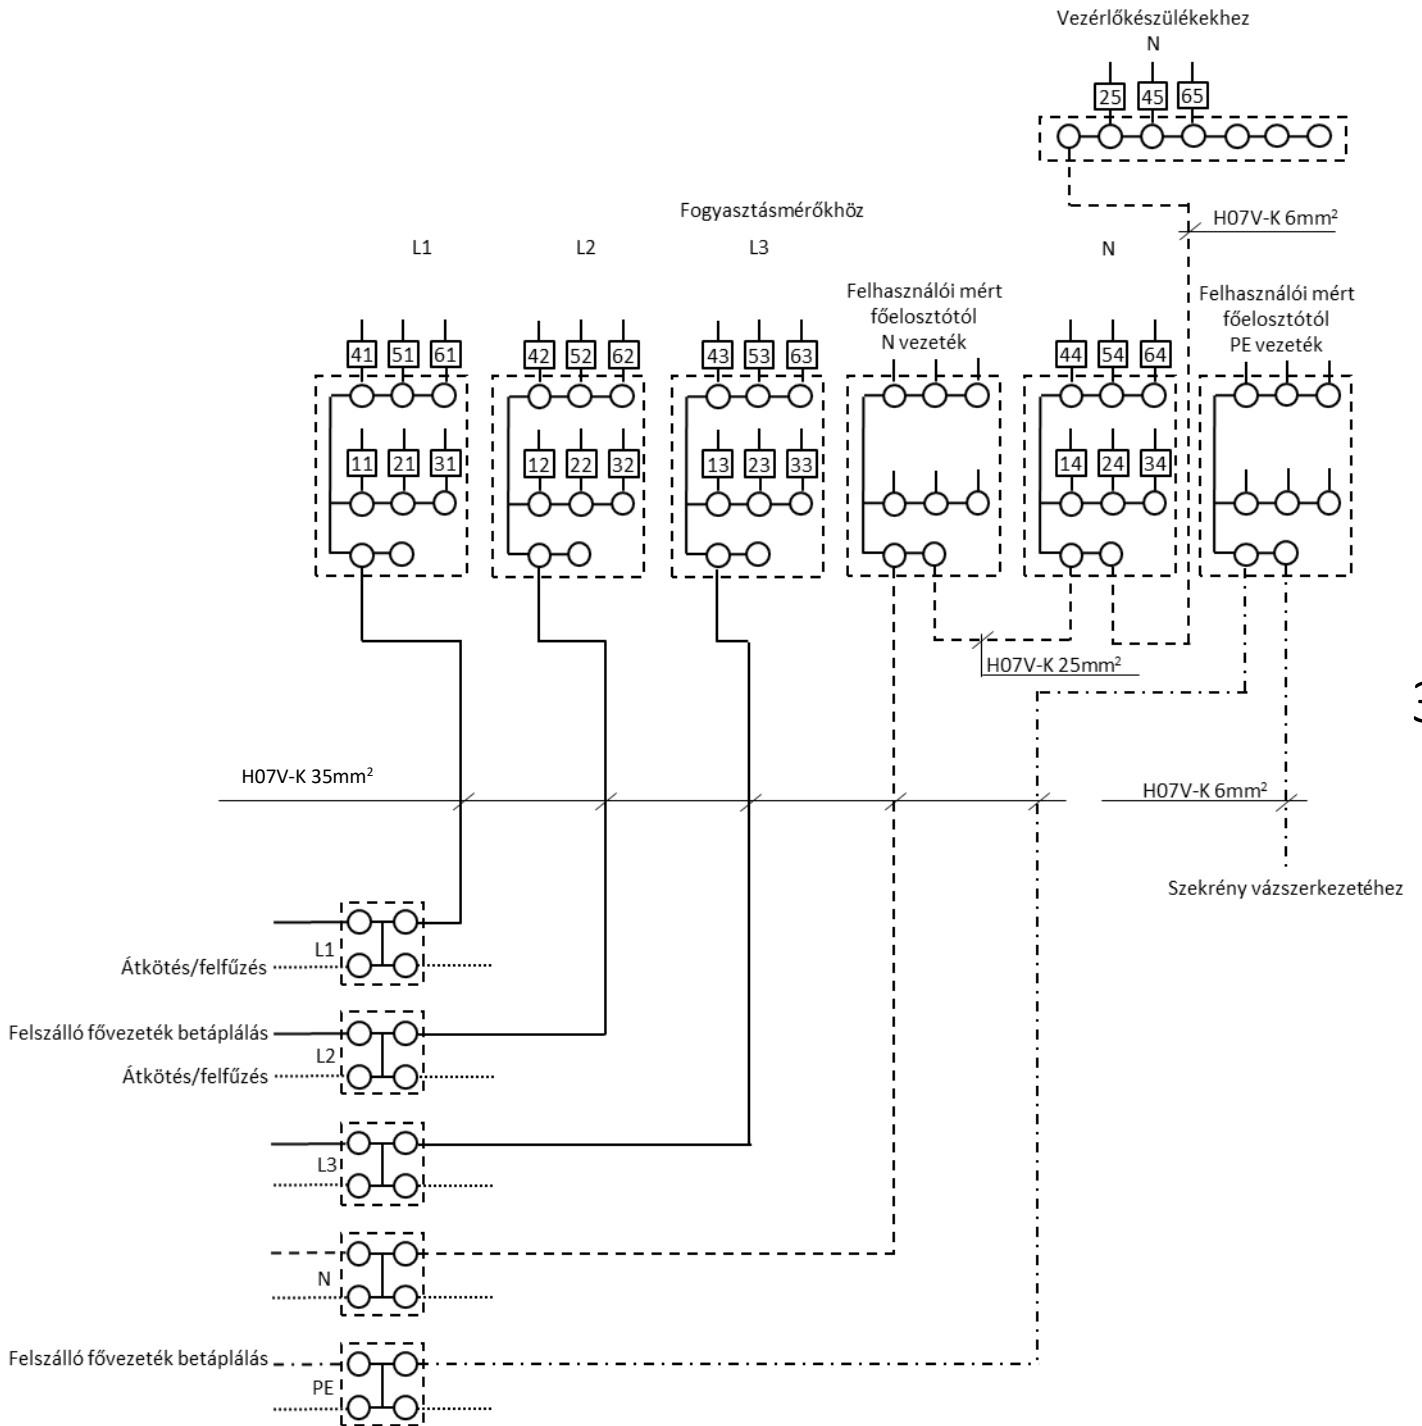 Vezérlőkészülékekhez
N
25 45 65
Fogyasztásmérőkhöz
H07V-K 6mm²
L1 L2 L3 N
Felhasználói mért
főelosztótól
N vezeték
Felhasználói mért
főelosztótól
PE vezeték
41 51 61 42 52 62 43 53 63 44 54 64
11 21 31 12 22 32 13 23 33 14 24 34
H07V-K 25mm²
H07V-K 35mm²
H07V-K 6mm²
Szekrény vázszerkezetéhez
L1
Átkötés/felfűzés
Felszálló fővezeték betáplálás
L2
Átkötés/felfűzés
L3
N
Felszálló fővezeték betáplálás
PE